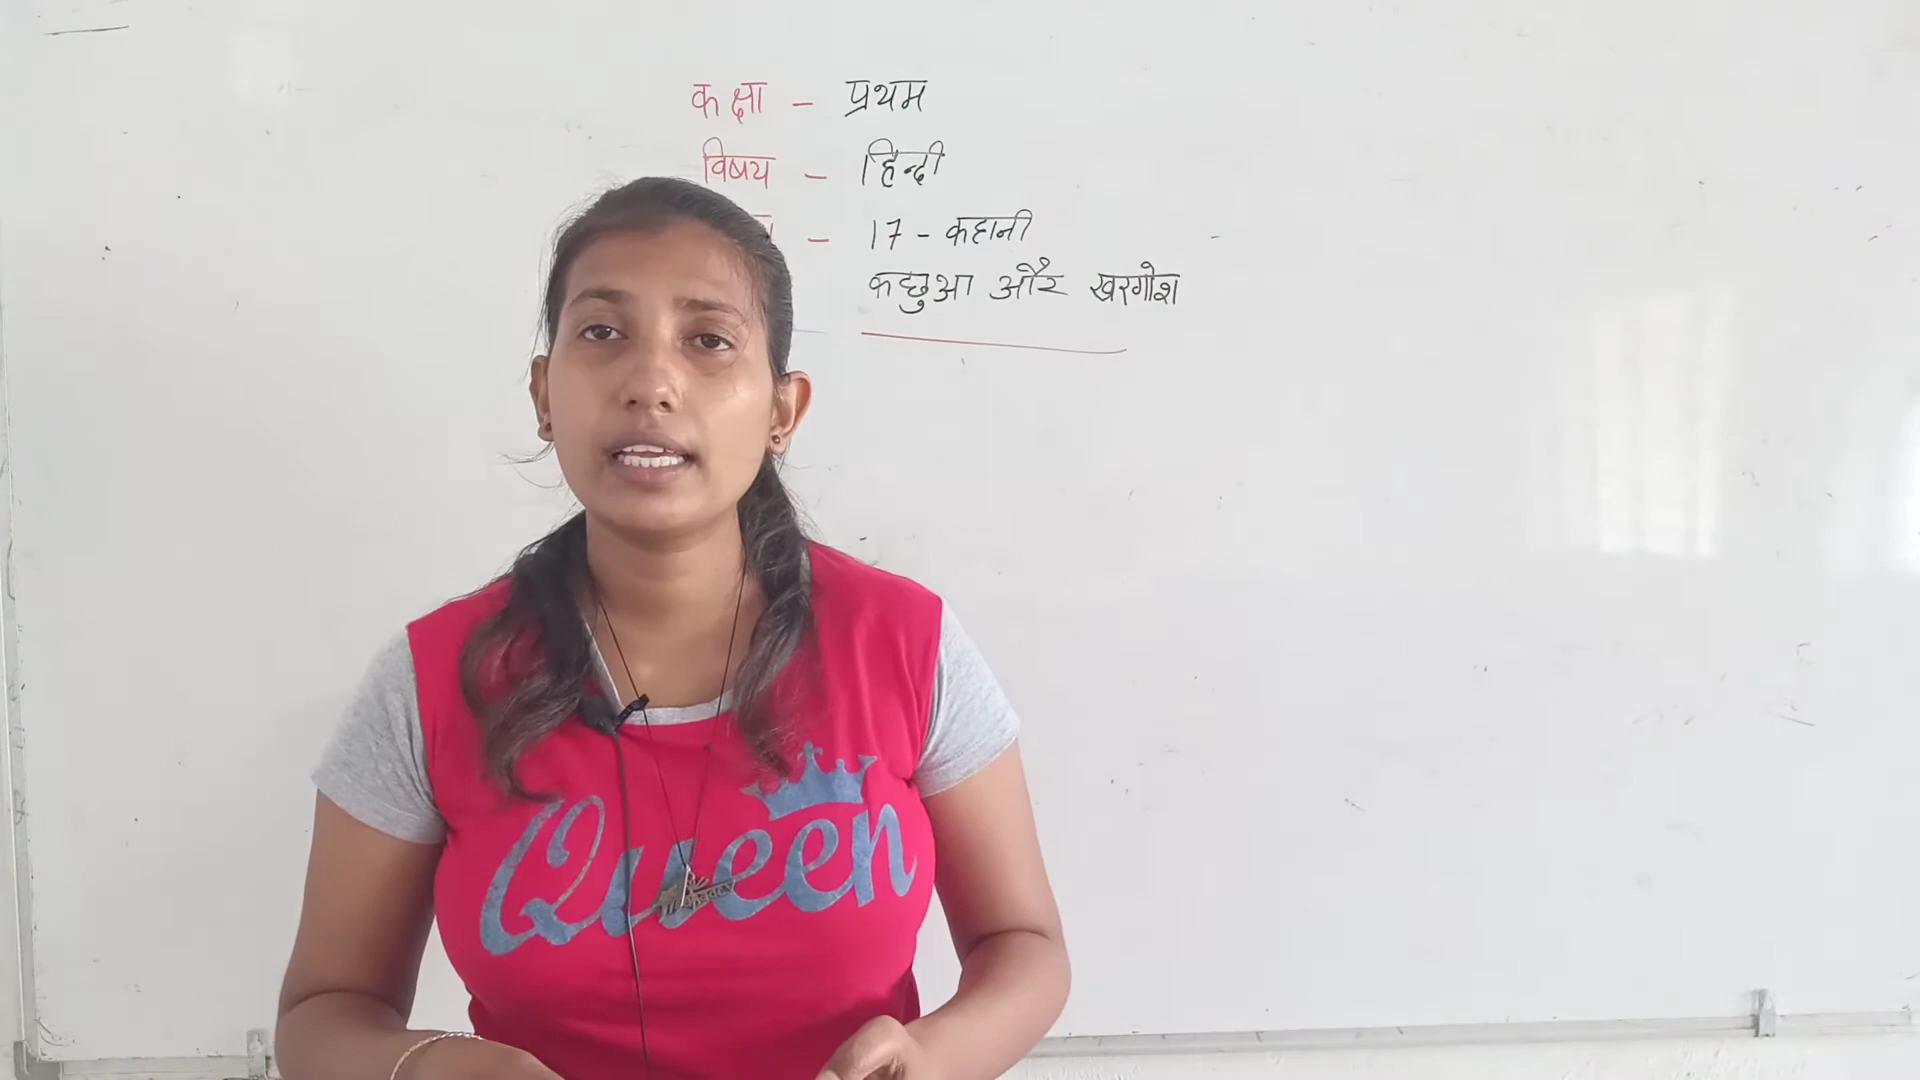 कक्षा - प्रथम
विषय - हिन्दी
- 17 - कहानी
कछुआ और खरगोश
Queen